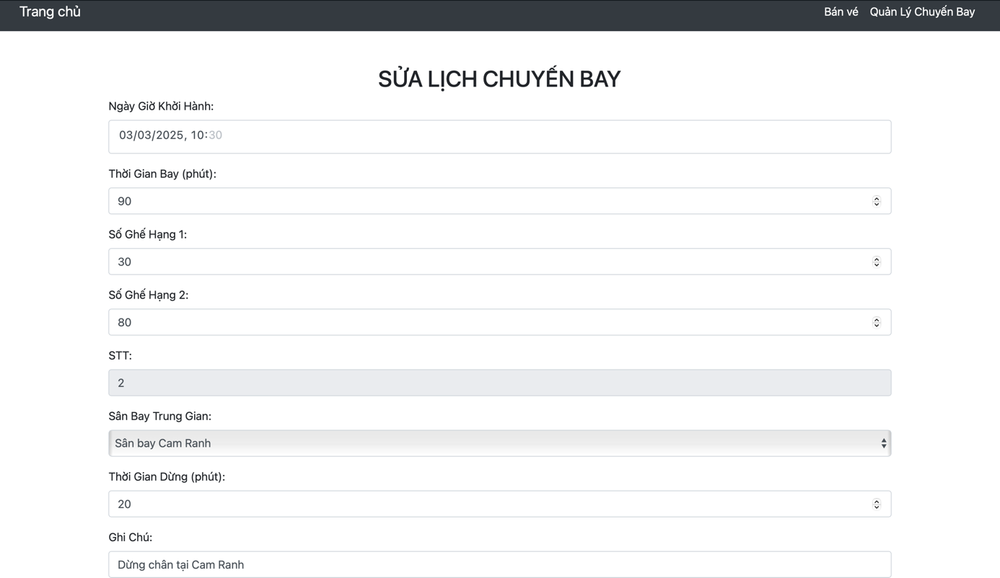 Trang chủ
Bán vé Quản Lý Chuyến Bay
SỬA LỊCH CHUYẾN BAY
Ngày Giờ Khởi Hành:
03/03/2025, 10:30
Thời Gian Bay (phút):
90
Số Ghế Hạng 1:
30
Số Ghế Hạng 2:
80
STT:
2
Sân Bay Trung Gian:
Sân bay Cam Ranh
Thời Gian Dừng (phút):
20
Ghi Chú:
Dừng chân tại Cam Ranh